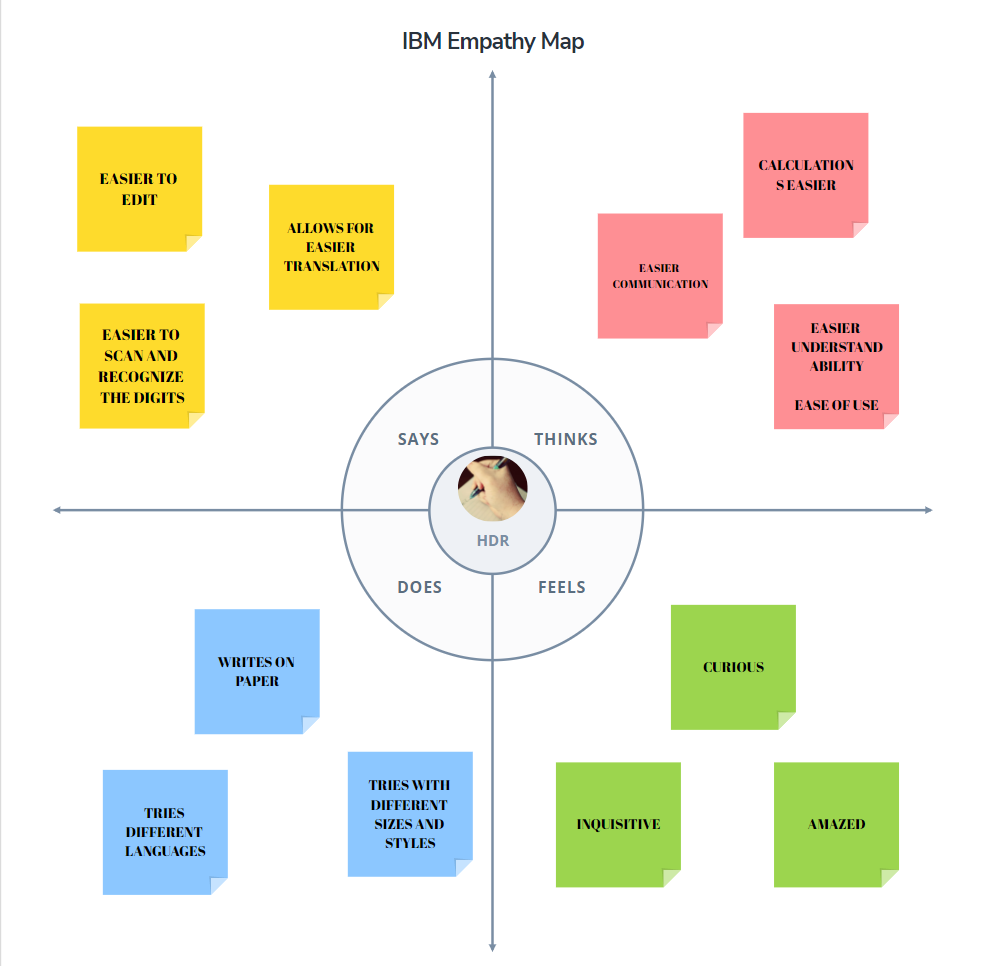 IBM Empathy Map
EASIER TO
EDIT
ALLOWS FOR
EASIER
TRANSLATION
EASIER TO
SCAN AND
RECOGNIZE
THE DIGITS
CALCULATION
S EASIER
EASIER
COMMUNICATION
EASIER
UNDERSTAND
ABILITY
EASE OF USE
SAYS
THINKS
HDR
DOES
FEELS
WRITES ON
PAPER
TRIES
DIFFERENT
LANGUAGES
TRIES WITH
DIFFERENT
SIZES AND
STYLES
CURIOUS
INQUISITIVE
AMAZED